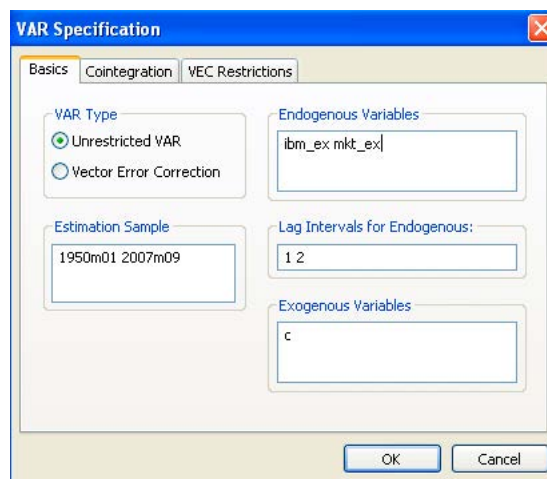 VAR Specification
Basics
Cointegration
VEC Restrictions
VAR Type
Unrestricted VAR
Vector Error Correction
Endogenous Variables
ibm_ex mkt_ex
Estimation Sample
1950m01 2007m09
Lag Intervals for Endogenous:
1 2
Exogenous Variables
c
OK
Cancel